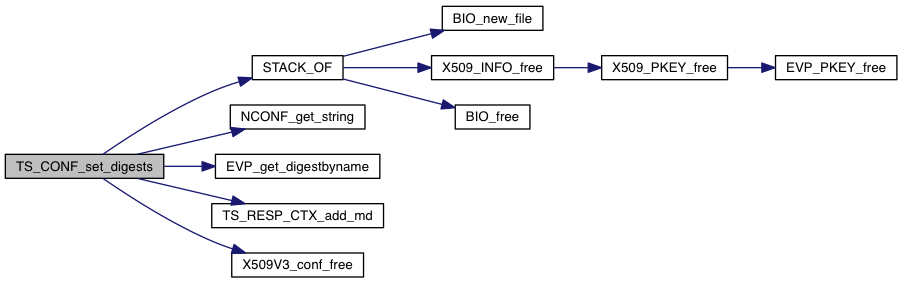 BIO_new_file
STACK_OF
X509_INFO_free
X509_PKEY_free
EVP_PKEY_free
BIO_free
NCONF_get_string
TS_CONF_set_digests
EVP_get_digestbyname
TS_RESP_CTX_add_md
X509V3_conf_free